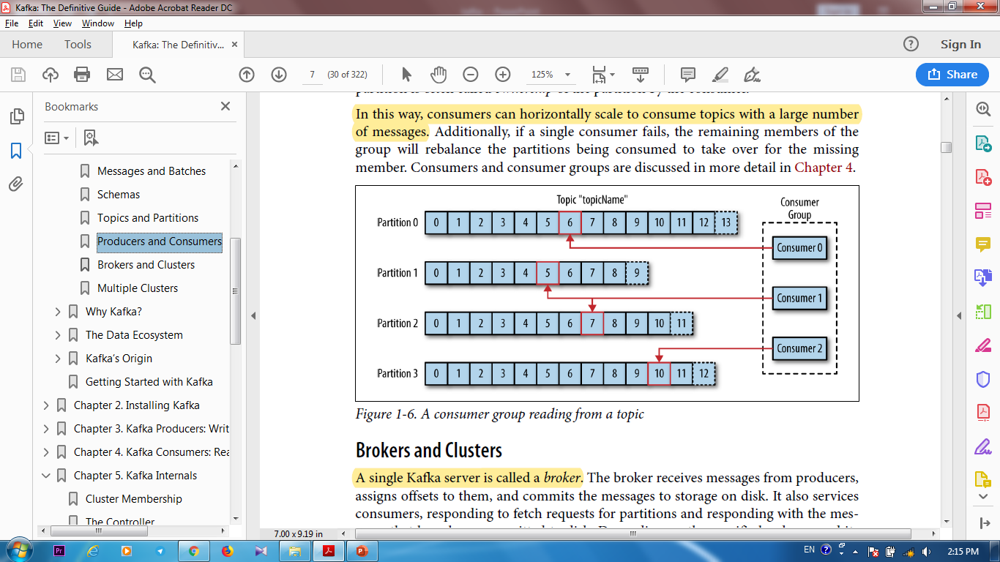 Kafka: The Definitive Guide - Adobe Acrobat Reader DC
File Edit View Window Help
Home Tools Kafka: The Definitiv... × ? Sign In
7 (30 of 322) 125% Share
Bookmarks
Messages and Batches
Schemas
Topics and Partitions
Producers and Consumers
Brokers and Clusters
Multiple Clusters
Why Kafka?
The Data Ecosystem
Kafka's Origin
Getting Started with Kafka
Chapter 2. Installing Kafka
Chapter 3. Kafka Producers: Writ
Chapter 4. Kafka Consumers: Rea
Chapter 5. Kafka Internals
Cluster Membership
The Controller
In this way, consumers can horizontally scale to consume topics with a large number
of messages. Additionally, if a single consumer fails, the remaining members of the
group will rebalance the partitions being consumed to take over for the missing
member. Consumers and consumer groups are discussed in more detail in Chapter 4.
Topic "topicName"
Consumer
Group
Partition 0 0 1 2 3 4 5 6 7 8 9 10 11 12 13
Consumer 0
Partition 1 0 1 2 3 4 5 6 7 8 9
Consumer 1
Partition 2 0 1 2 3 4 5 6 7 8 9 10 11
Consumer 2
Partition 3 0 1 2 3 4 5 6 7 8 9 10 11 12
Figure 1-6. A consumer group reading from a topic
Brokers and Clusters
A single Kafka server is called a broker. The broker receives messages from producers,
assigns offsets to them, and commits the messages to storage on disk. It also services
consumers, responding to fetch requests for partitions and responding with the mes-
7.00 x 9.19 in
Pr EN 2:15 PM